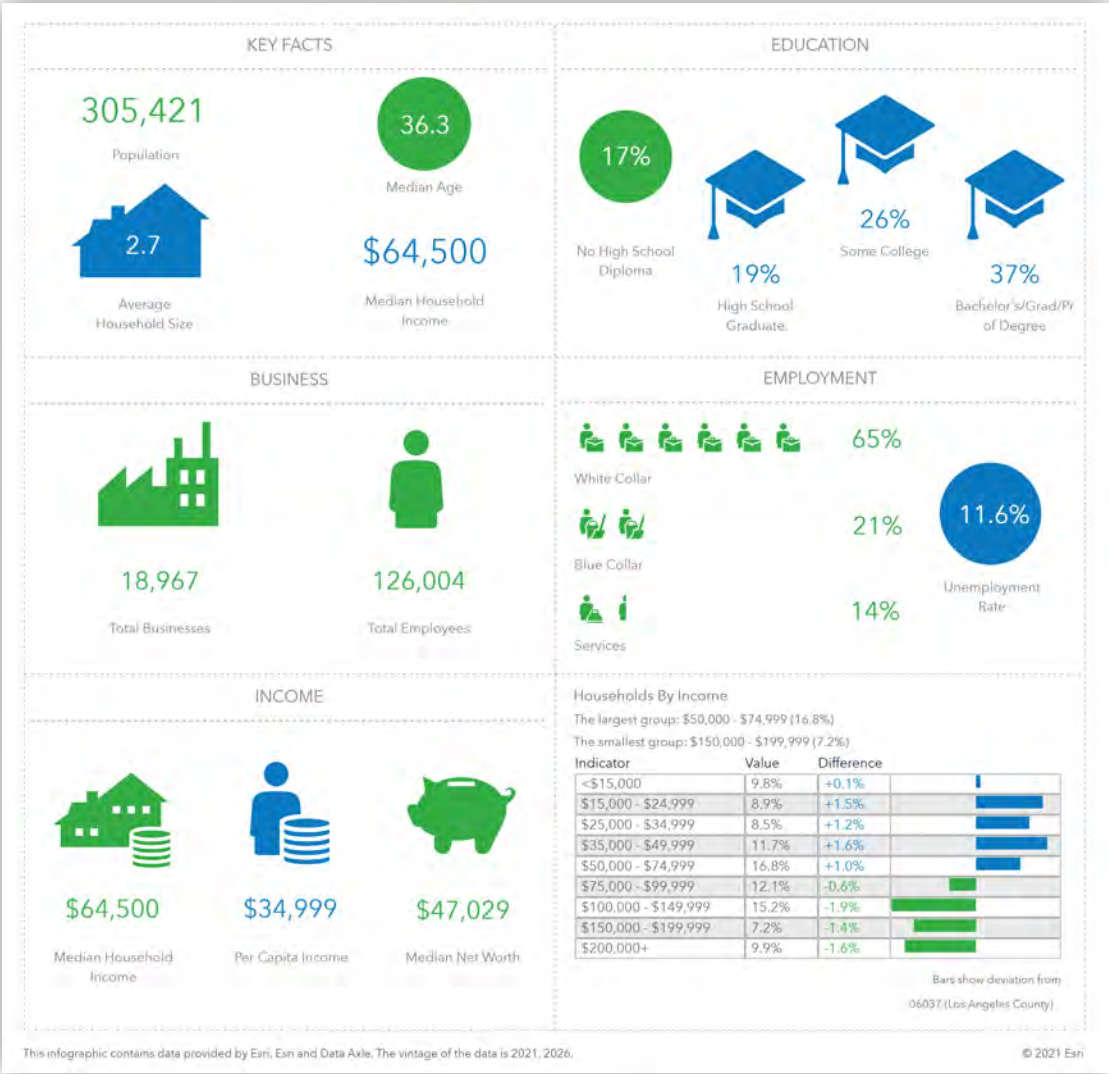 KEY FACTS
305,421
Population
36.3
Median Age
2.7
Average
Household Size
$64,500
Median Household
Income
EDUCATION
17%
No High School
Diploma
19%
High School
Graduate
26%
Some College
37%
Bachelor's/Grad/Pr
of Degree
BUSINESS
18,967
Total Businesses
126,004
Total Employees
EMPLOYMENT
65%
White Collar
21%
Blue Collar
14%
Services
11.6%
Unemployment
Rate
INCOME
$64,500
Median Household
Income
$34,999
Per Capita Income
$47,029
Median Net Worth
Households By Income
The largest group: $50,000 - $74,999 (16.8%)
The smallest group: $150,000 - $199,999 (7.2%)
Indicator Value Difference
<$15,000 9.8% +0.1%
$15,000 - $24,999 8.9% +1.5%
$25,000 - $34,999 8.5% +1.2%
$35,000 - $49,999 11.7% +1.6%
$50,000 - $74,999 16.8% +1.0%
$75,000 - $99,999 12.1% -0.6%
$100,000 - $149,999 15.2% -1.9%
$150,000 - $199,999 7.2% -1.4%
$200,000+ 9.9% -1.6%
Bars show deviation from
06037 (Los Angeles County)
This infographic contains data provided by Esri, Esri and Data Axle. The vintage of the data is 2021, 2026.
© 2021 Esri